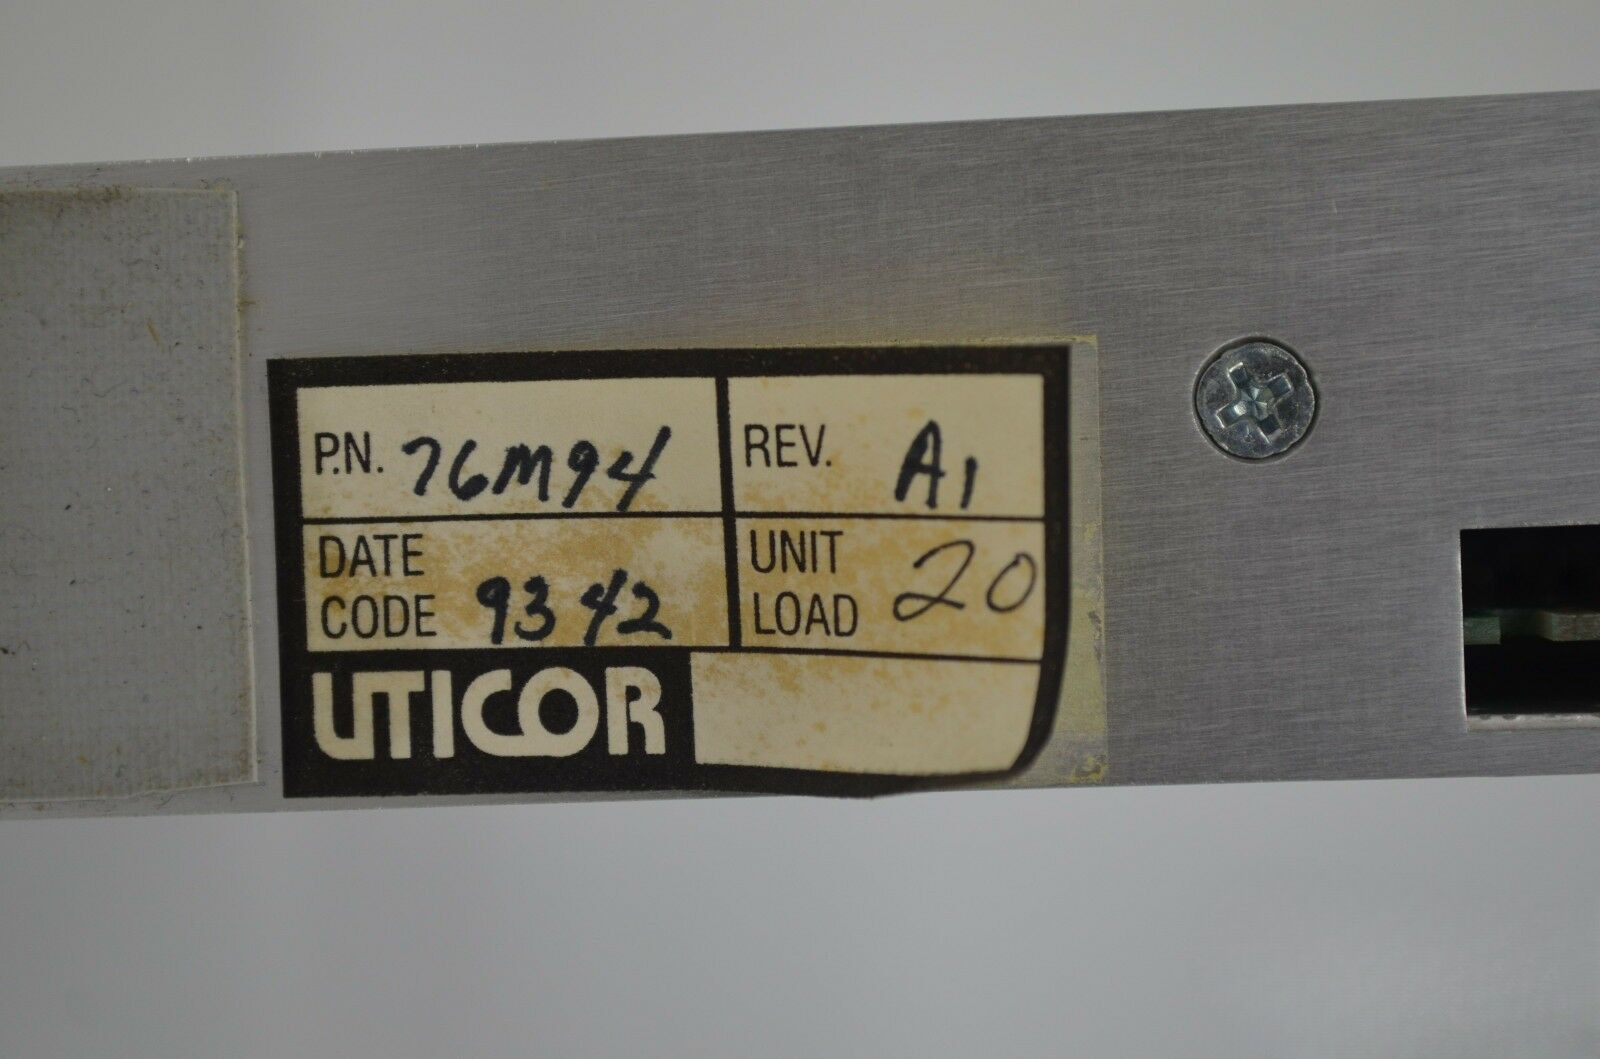 P.N. 76M94 REV. A1
DATE CODE 9342 UNIT LOAD 20
UTICOR